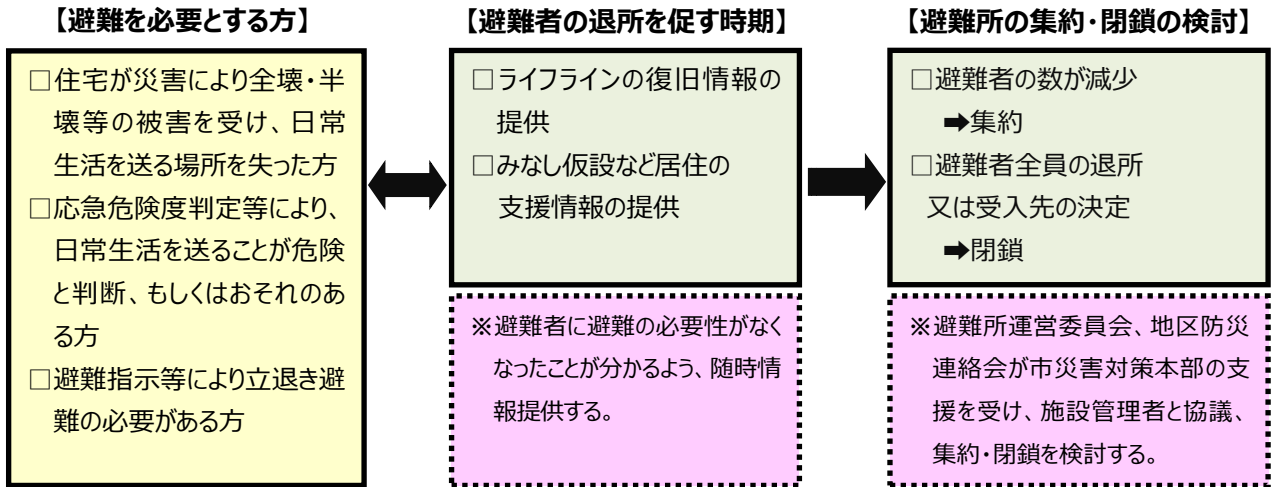 【避難を必要とする方】
□住宅が災害により全壊・半
壊等の被害を受け、日常
生活を送る場所を失った方
□応急危険度判定等により、
日常生活を送ることが危険
と判断、もしくはおそれのあ
る方
□避難指示等により立退き避
難の必要がある方
【避難者の退所を促す時期】
□ライフラインの復旧情報の
提供
□みなし仮設など居住の
支援情報の提供
※避難者に避難の必要性がなく
なったことが分かるよう、随時情
報提供する。
【避難所の集約・閉鎖の検討】
□避難者の数が減少
➡集約
□避難者全員の退所
又は受入先の決定
➡閉鎖
※避難所運営委員会、地区防災
連絡会が市災害対策本部の支
援を受け、施設管理者と協議、
集約・閉鎖を検討する。